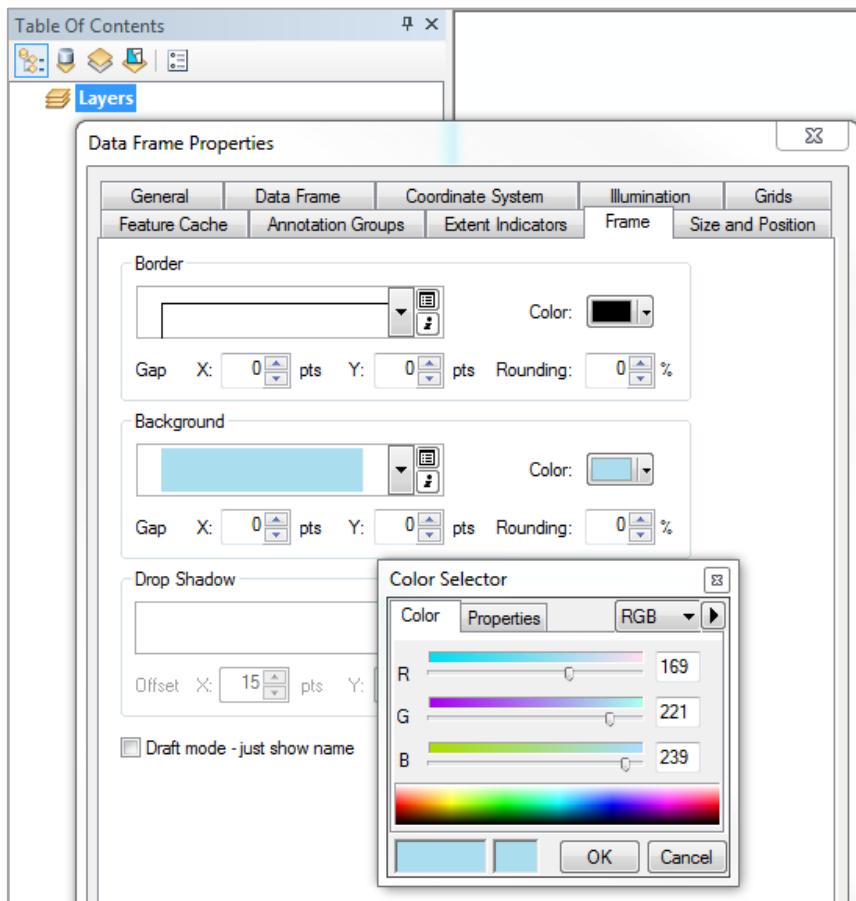 Table Of Contents
Layers
Data Frame Properties
General Data Frame Coordinate System Illumination Grids
Feature Cache Annotation Groups Extent Indicators Frame Size and Position
Border
Color:
Gap X: 0 pts Y: 0 pts Rounding: 0 %
Background
Color:
Gap X: 0 pts Y: 0 pts Rounding: 0 %
Drop Shadow
Offset X: 15 pts Y:
Draft mode - just show name
Color Selector
Color Properties RGB
R 169
G 221
B 239
OK Cancel